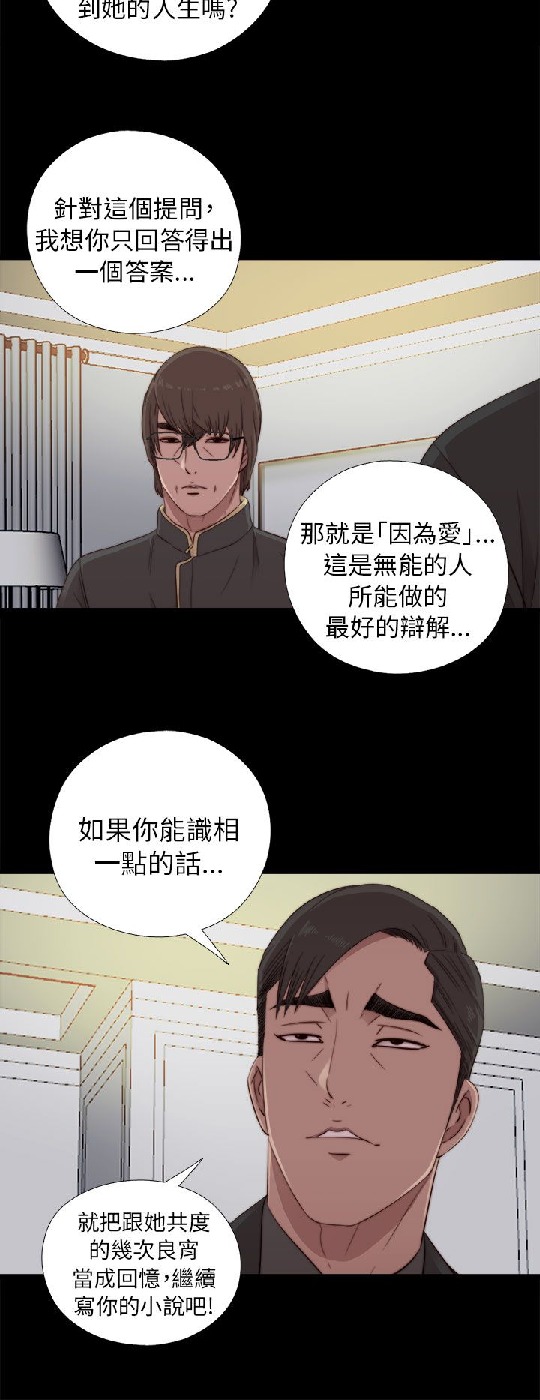 到她的人生嗎?
針對這個提問,
我想你只回答得出
一個答案...
那就是「因為愛」...
這是無能的人
所能做的
最好的辯解...
如果你能識相
一點的話...
就把跟她共度
的幾次良宵
當成回憶,繼續
寫你的小說吧!